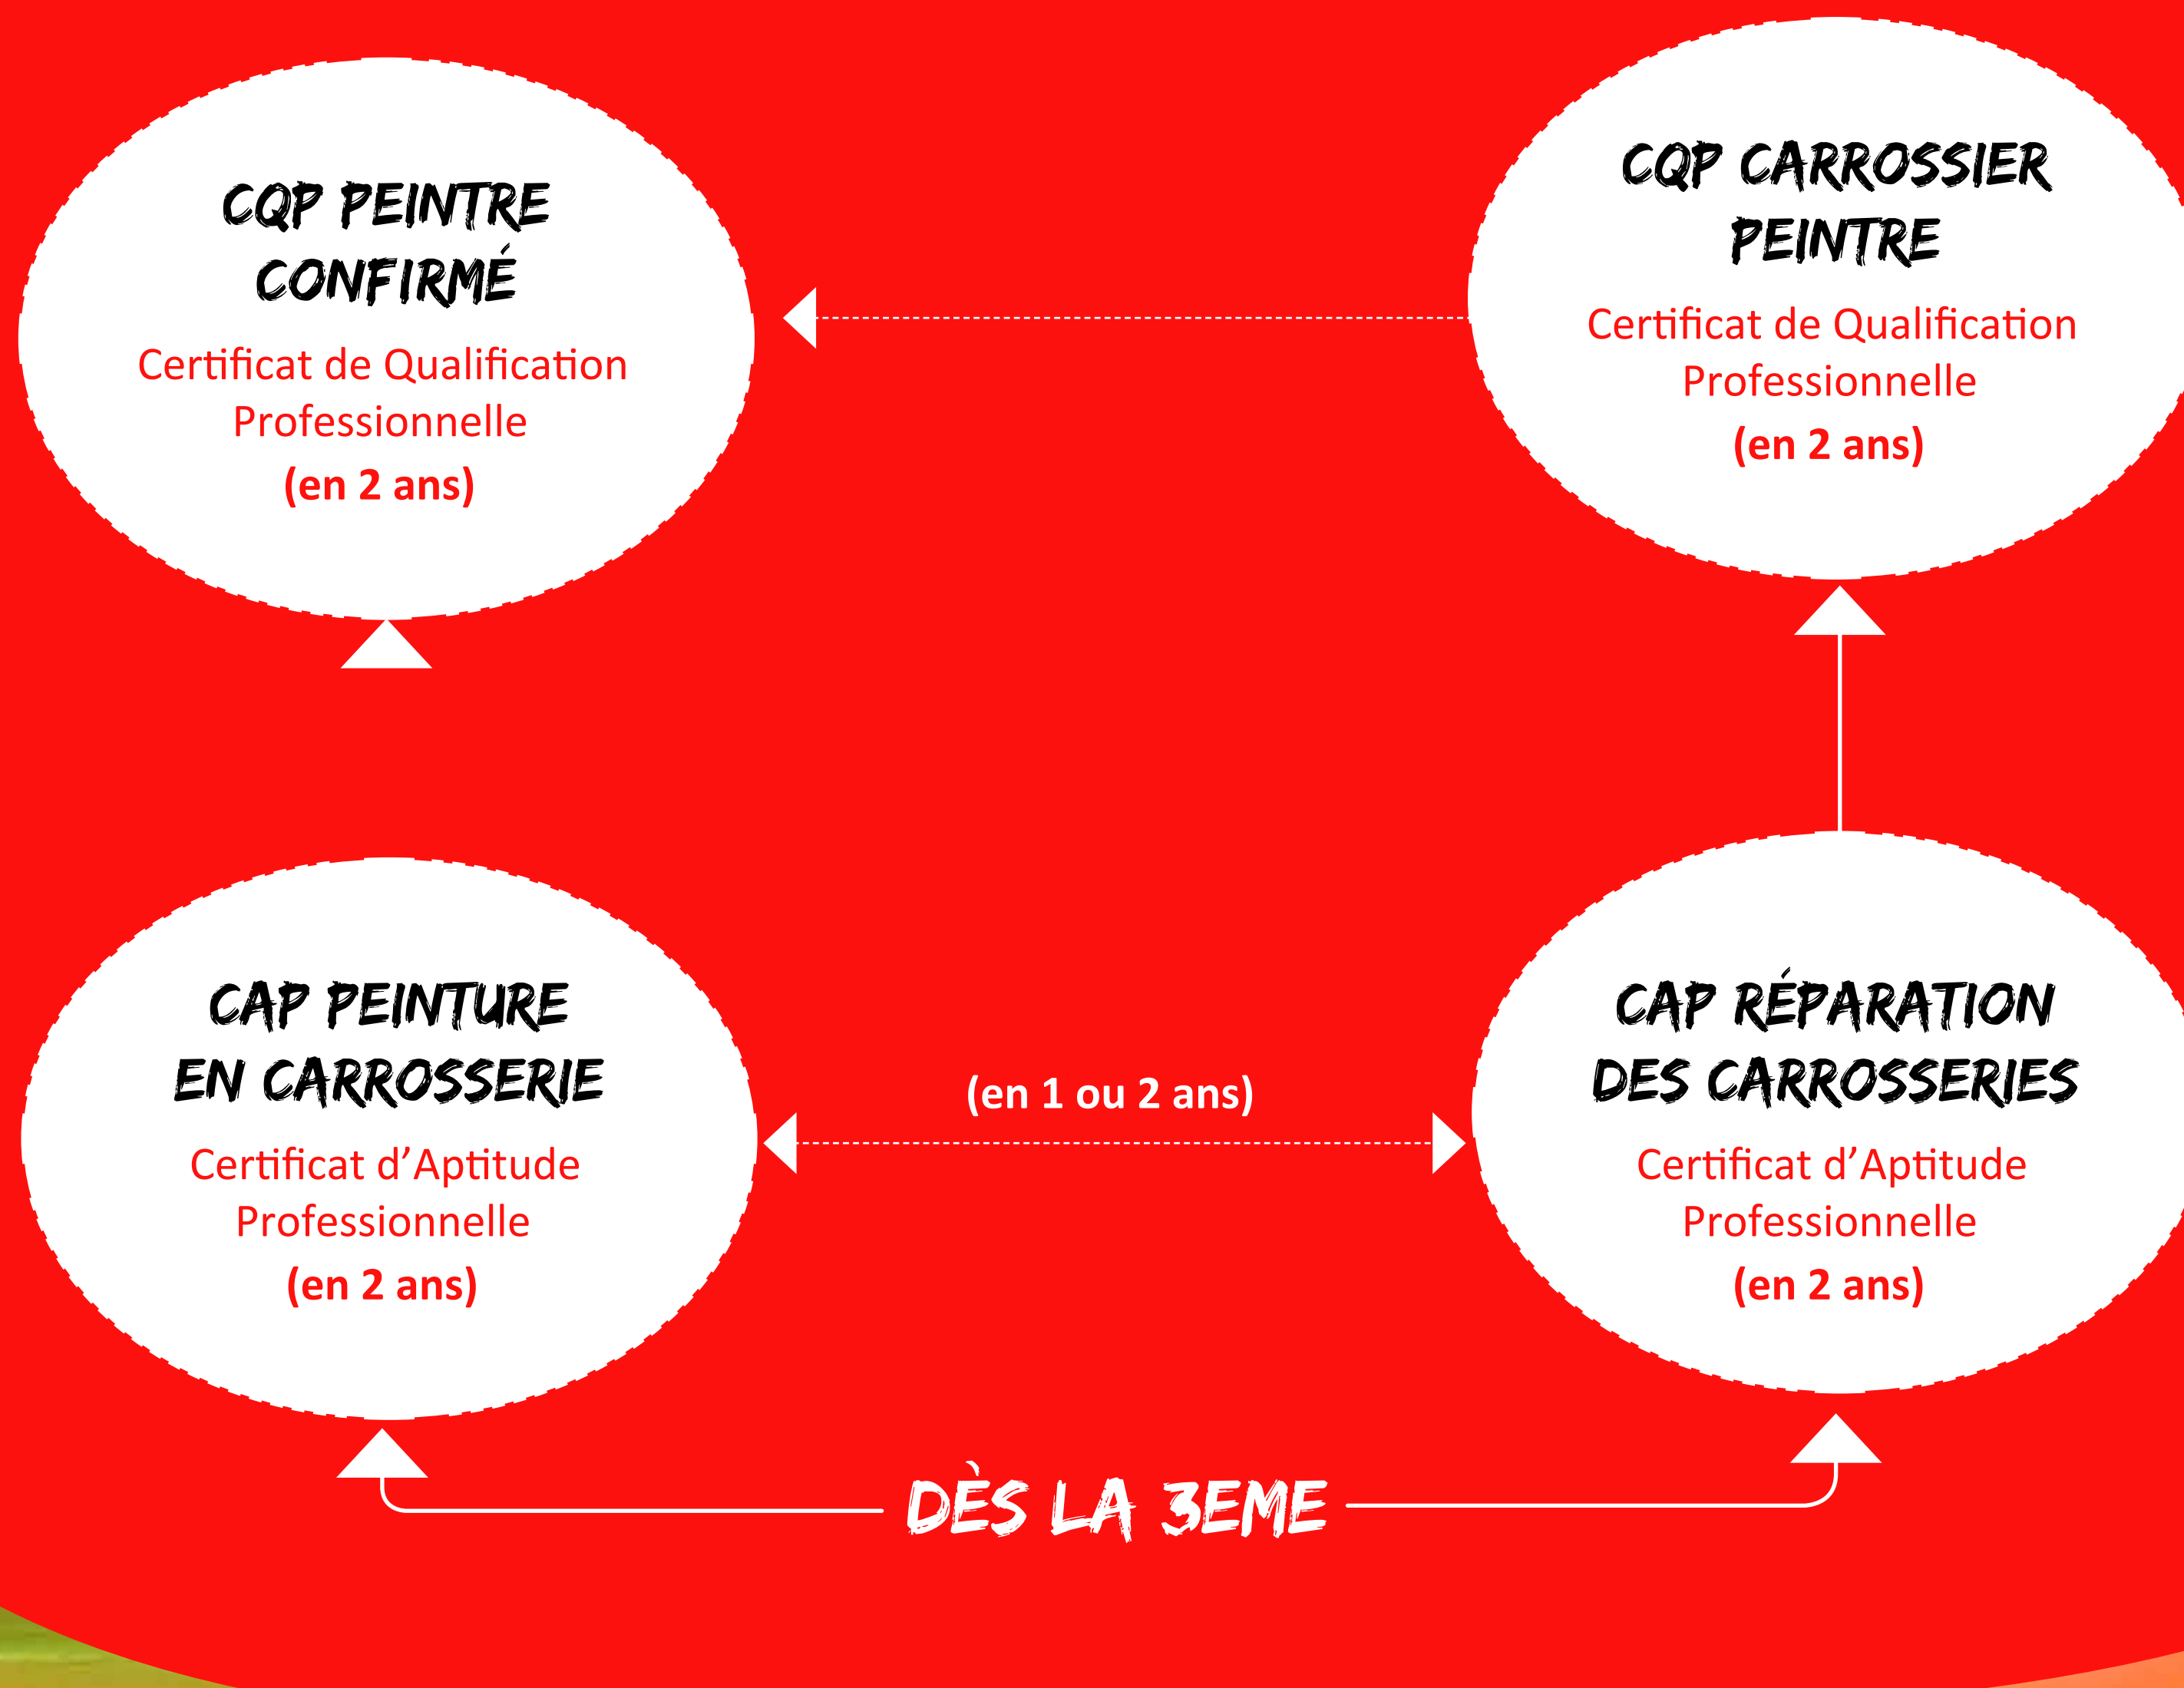 CQP PEINTRE
CONFIRMÉ
Certificat de Qualification
Professionnelle
(en 2 ans)
CQP CARROSSIER
PEINTRE
Certificat de Qualification
Professionnelle
(en 2 ans)
CAP PEINTURE
EN CARROSSERIE
Certificat d’Aptitude
Professionnelle
(en 2 ans)
(en 1 ou 2 ans)
CAP RÉPARATION
DES CARROSSERIES
Certificat d’Aptitude
Professionnelle
(en 2 ans)
DÈS LA 3EME